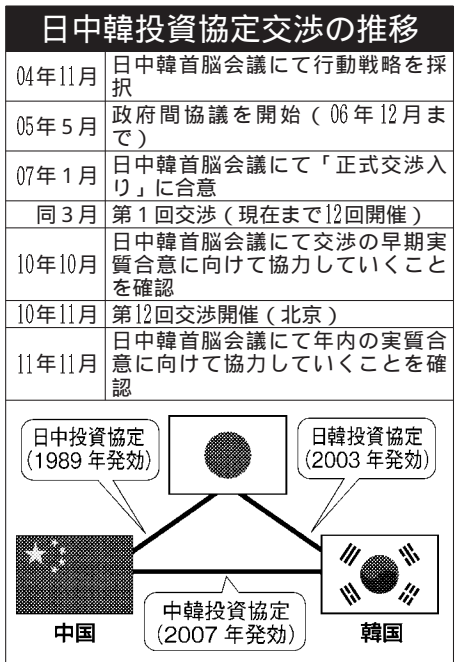 日中韓投資協定交渉の推移
04年11月
日中韓首脳会議にて行動戦略を採
択
05年5月
政府間協議を開始(06年12月ま
で)
07年1月
日中韓首脳会議にて「正式交渉入
り」に合意
同3月
第1回交渉(現在まで12回開催)
10年10月
日中韓首脳会議にて交渉の早期実
質合意に向けて協力していくこと
を確認
10年11月
第12回交渉開催(北京)
11年11月
日中韓首脳会議にて年内の実質合
意に向けて協力していくことを確
認
日中投資協定
(1989年発効)
日韓投資協定
(2003年発効)
中国
中韓投資協定
(2007年発効)
韓国